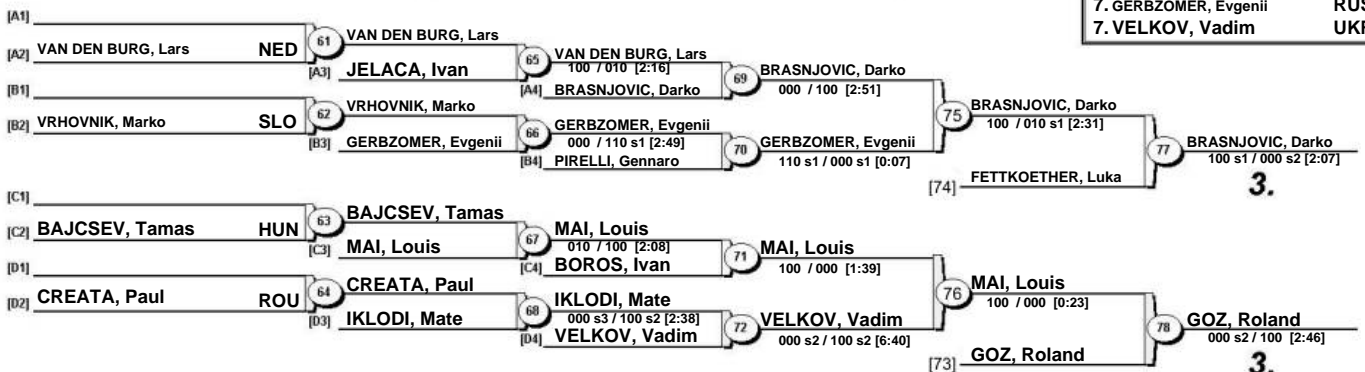 7. GERBZOMER, Evgenii RUS
7. VELKOV, Vadim UKR
[A1]
[A2] VAN DEN BURG, Lars NED
61
VAN DEN BURG, Lars
[A3] JELACA, Ivan
65
VAN DEN BURG, Lars
100 / 010 [2:16]
[A4] BRASNJOVIC, Darko
69
BRASNJOVIC, Darko
000 / 100 [2:51]
[B1]
[B2] VRHOVNIK, Marko SLO
62
VRHOVNIK, Marko
[B3] GERBZOMER, Evgenii
66
GERBZOMER, Evgenii
000 / 110 s1 [2:49]
[B4] PIRELLI, Gennaro
70
GERBZOMER, Evgenii
110 s1 / 000 s1 [0:07]
75
BRASNJOVIC, Darko
100 / 010 s1 [2:31]
[74] FETTKOETHER, Luka
77
BRASNJOVIC, Darko
100 s1 / 000 s2 [2:07]
3.
[C1]
[C2] BAJCSEV, Tamas HUN
63
BAJCSEV, Tamas
[C3] MAI, Louis
67
MAI, Louis
010 / 100 [2:08]
[C4] BOROS, Ivan
71
MAI, Louis
100 / 000 [1:39]
[D1]
[D2] CREATA, Paul ROU
64
CREATA, Paul
[D3] IKLODI, Mate
68
IKLODI, Mate
000 s3 / 100 s2 [2:38]
[D4] VELKOV, Vadim
72
VELKOV, Vadim
000 s2 / 100 s2 [6:40]
76
MAI, Louis
100 / 000 [0:23]
[73] GOZ, Roland
78
GOZ, Roland
000 s2 / 100 [2:46]
3.